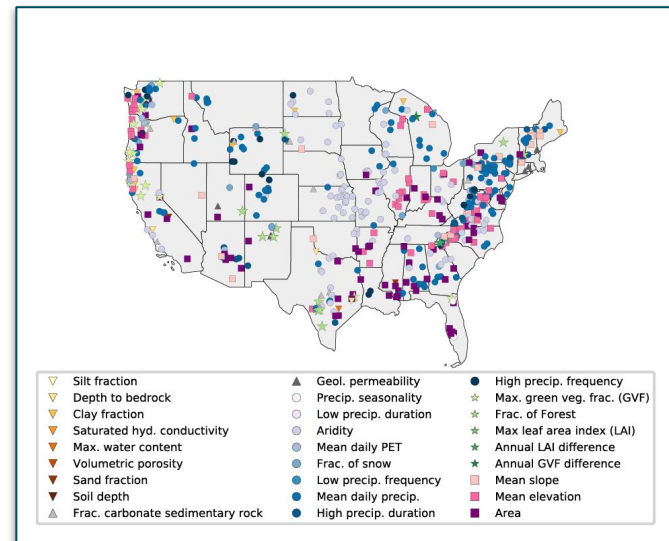 Silt fraction
Depth to bedrock
Clay fraction
Saturated hyd. conductivity
Max. water content
Volumetric porosity
Sand fraction
Soil depth
Frac. carbonate sedimentary rock
Geol. permeability
Precip. seasonality
Low precip. duration
Aridity
Mean daily PET
Frac. of snow
Low precip. frequency
Mean daily precip.
High precip. duration
High precip. frequency
Max. green veg. frac. (GVF)
Frac. of Forest
Max leaf area index (LAI)
Annual LAI difference
Annual GVF difference
Mean slope
Mean elevation
Area